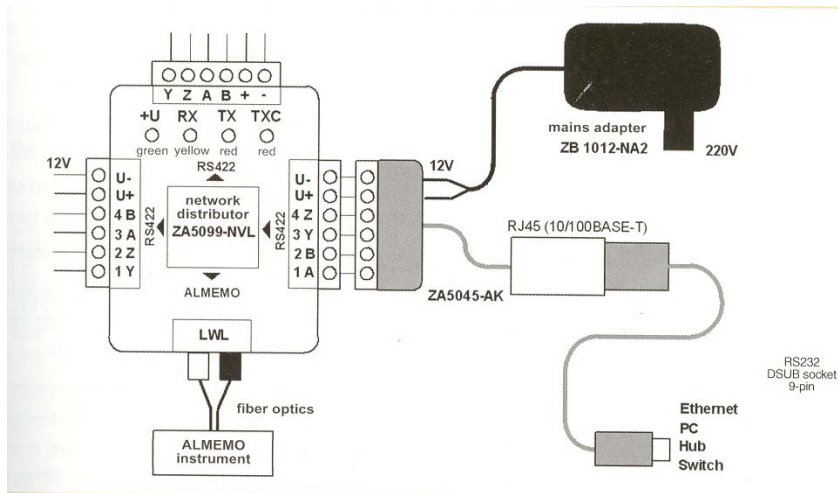 Y Z A B + -
+U RX TX TXC
green yellow red red
RS422
12V
U-
U+
4 B
3 A
2 Z
1 Y
RS422
network
distributor
ZA5099-NVL
RS422
ALMEMO
U-
U+
4 Z
3 Y
2 B
1 A
LWL
fiber optics
ALMEMO
instrument
12V
mains adapter
ZB 1012-NA2
220V
RJ45 (10/100BASE-T)
ZA5045-AK
RS232
DSUB socket
9-pin
Ethernet
PC
Hub
Switch